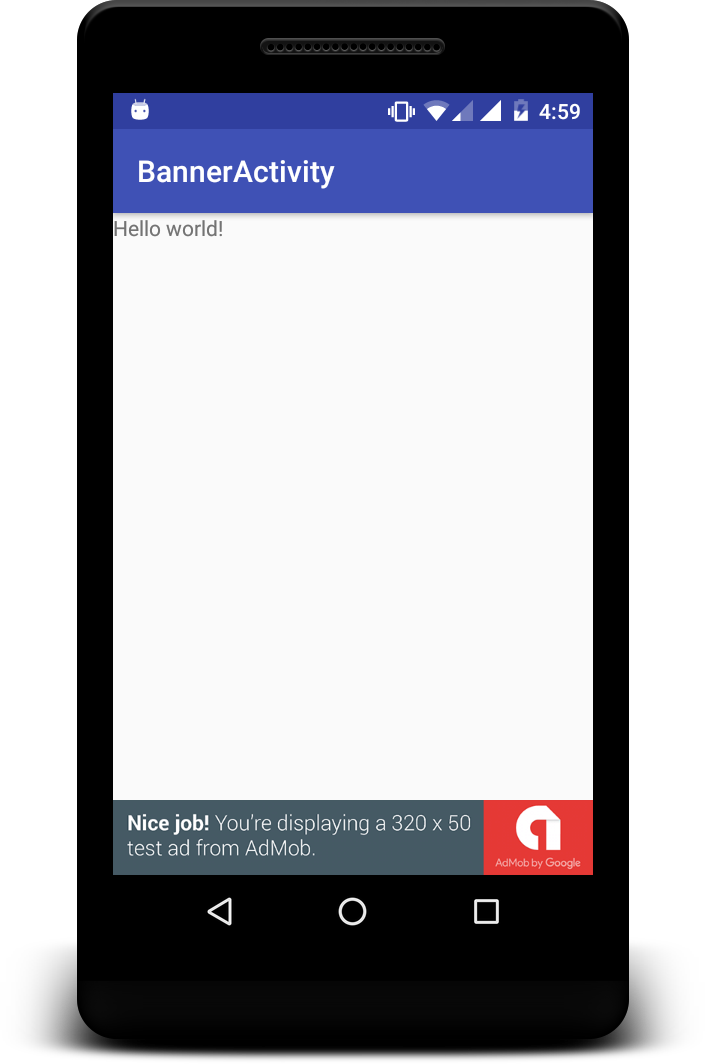 4:59
BannerActivity
Hello world!
Nice job! You're displaying a 320 x 50
test ad from AdMob.
AdMob by Google